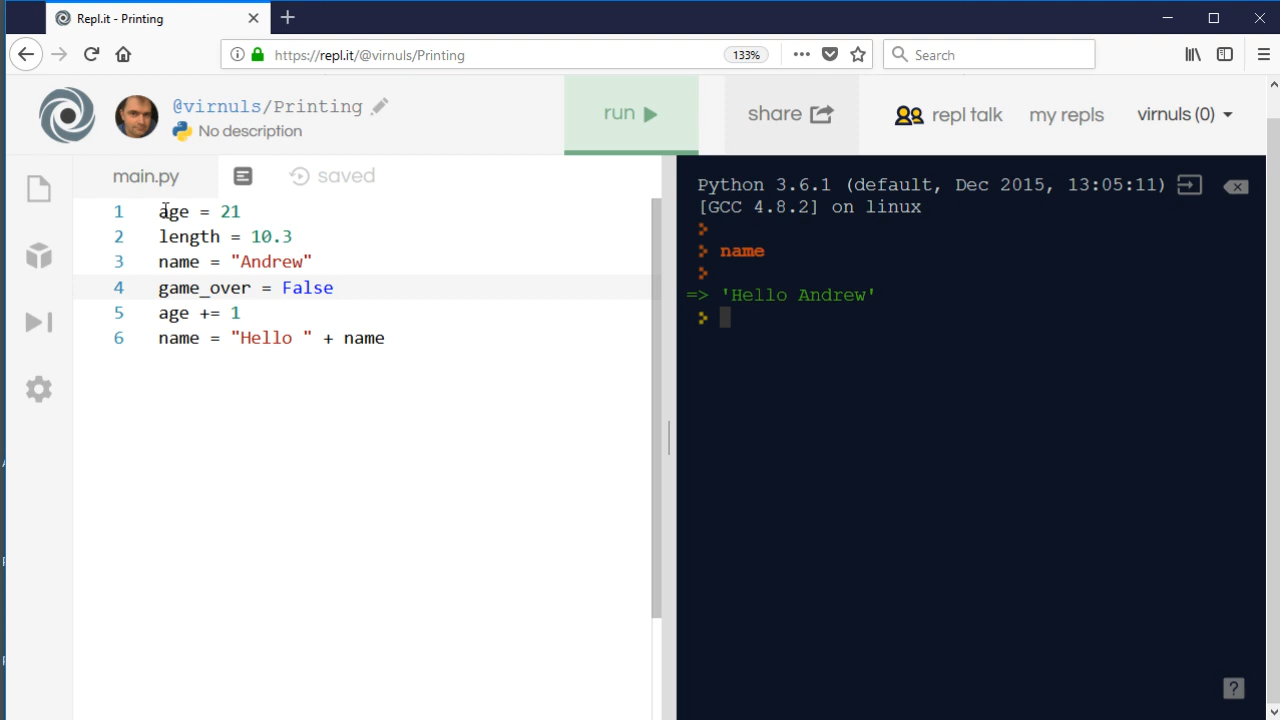 Repl.it - Printing
https://repl.it/@virnuls/Printing
133%
Search
@virnuls/Printing
No description
run
share
repl talk
my repls
virnuls (0)
main.py
saved
1 age = 21
2 length = 10.3
3 name = "Andrew"
4 game_over = False
5 age += 1
6 name = "Hello " + name
Python 3.6.1 (default, Dec 2015, 13:05:11)
[GCC 4.8.2] on linux
> name
=> 'Hello Andrew'
?